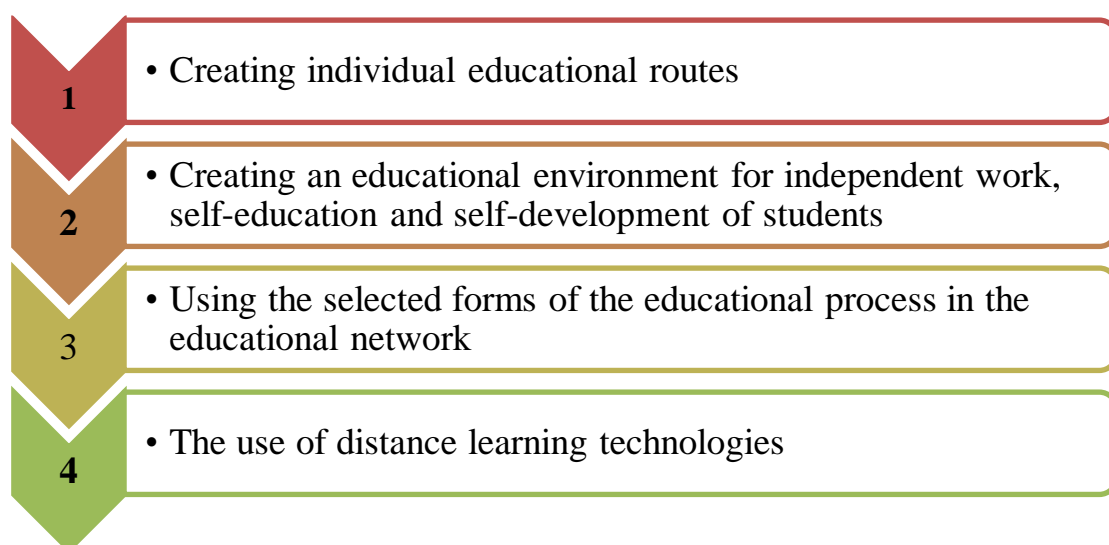 1
• Creating individual educational routes
2
• Creating an educational environment for independent work,
self-education and self-development of students
3
• Using the selected forms of the educational process in the
educational network
4
• The use of distance learning technologies